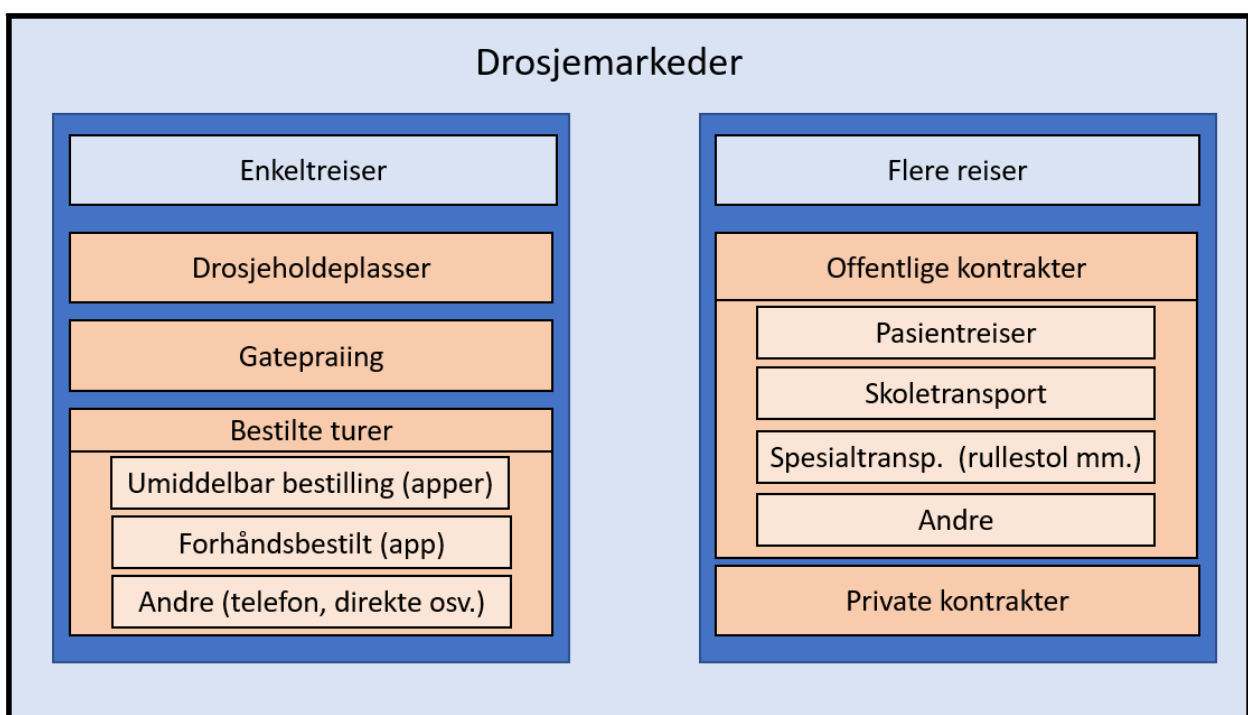 Drosjemarkeder
Enkeltreiser
Drosjeholdeplasser
Gatepraiing
Bestilte turer
Umiddelbar bestilling (apper)
Forhåndsbestilt (app)
Andre (telefon, direkte osv.)
Flere reiser
Offentlige kontrakter
Pasientreiser
Skoletransport
Spesialtransp. (rullestol mm.)
Andre
Private kontrakter